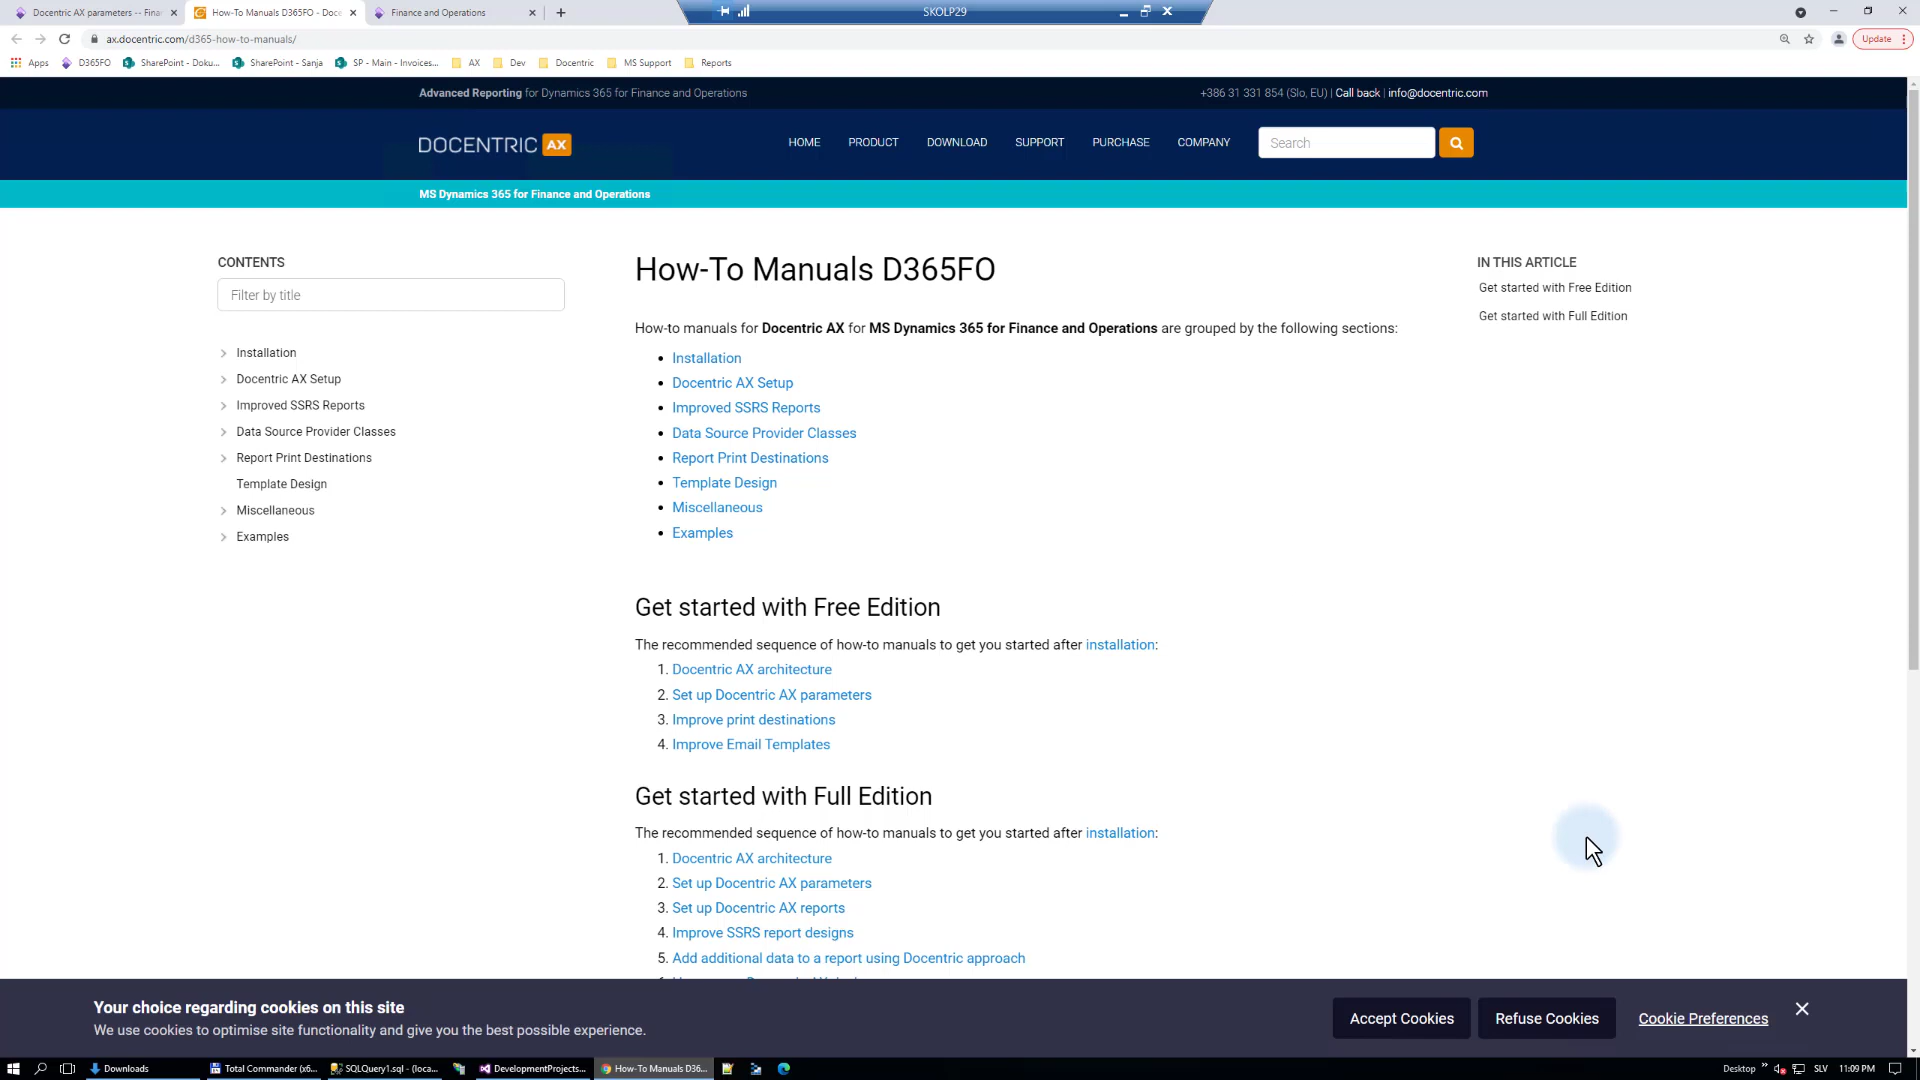 Docentric AX parameters -- Fina
How-To Manuals D365FO - Doce
Finance and Operations
SKOLP29
ax.docentric.com/d365-how-to-manuals/
Update
Apps
D365FO
SharePoint - Doku...
SharePoint - Sanja
SP - Main - Invoices...
AX
Dev
Docentric
MS Support
Reports
Advanced Reporting for Dynamics 365 for Finance and Operations
+386 31 331 854 (Slo, EU) | Call back | info@docentric.com
DOCENTRIC AX
HOME
PRODUCT
DOWNLOAD
SUPPORT
PURCHASE
COMPANY
Search
MS Dynamics 365 for Finance and Operations
CONTENTS
Filter by title
Installation
Docentric AX Setup
Improved SSRS Reports
Data Source Provider Classes
Report Print Destinations
Template Design
Miscellaneous
Examples
How-To Manuals D365FO
How-to manuals for Docentric AX for MS Dynamics 365 for Finance and Operations are grouped by the following sections:
• Installation
• Docentric AX Setup
• Improved SSRS Reports
• Data Source Provider Classes
• Report Print Destinations
• Template Design
• Miscellaneous
• Examples
Get started with Free Edition
The recommended sequence of how-to manuals to get you started after installation:
1. Docentric AX architecture
2. Set up Docentric AX parameters
3. Improve print destinations
4. Improve Email Templates
Get started with Full Edition
The recommended sequence of how-to manuals to get you started after installation:
1. Docentric AX architecture
2. Set up Docentric AX parameters
3. Set up Docentric AX reports
4. Improve SSRS report designs
5. Add additional data to a report using Docentric approach
IN THIS ARTICLE
Get started with Free Edition
Get started with Full Edition
Your choice regarding cookies on this site
We use cookies to optimise site functionality and give you the best possible experience.
Accept Cookies
Refuse Cookies
Cookie Preferences
Downloads
Total Commander (x6...
SQLQuery1.sql - (loca...
DevelopmentProjects...
How-To Manuals D36...
Desktop
SLV
11:09 PM